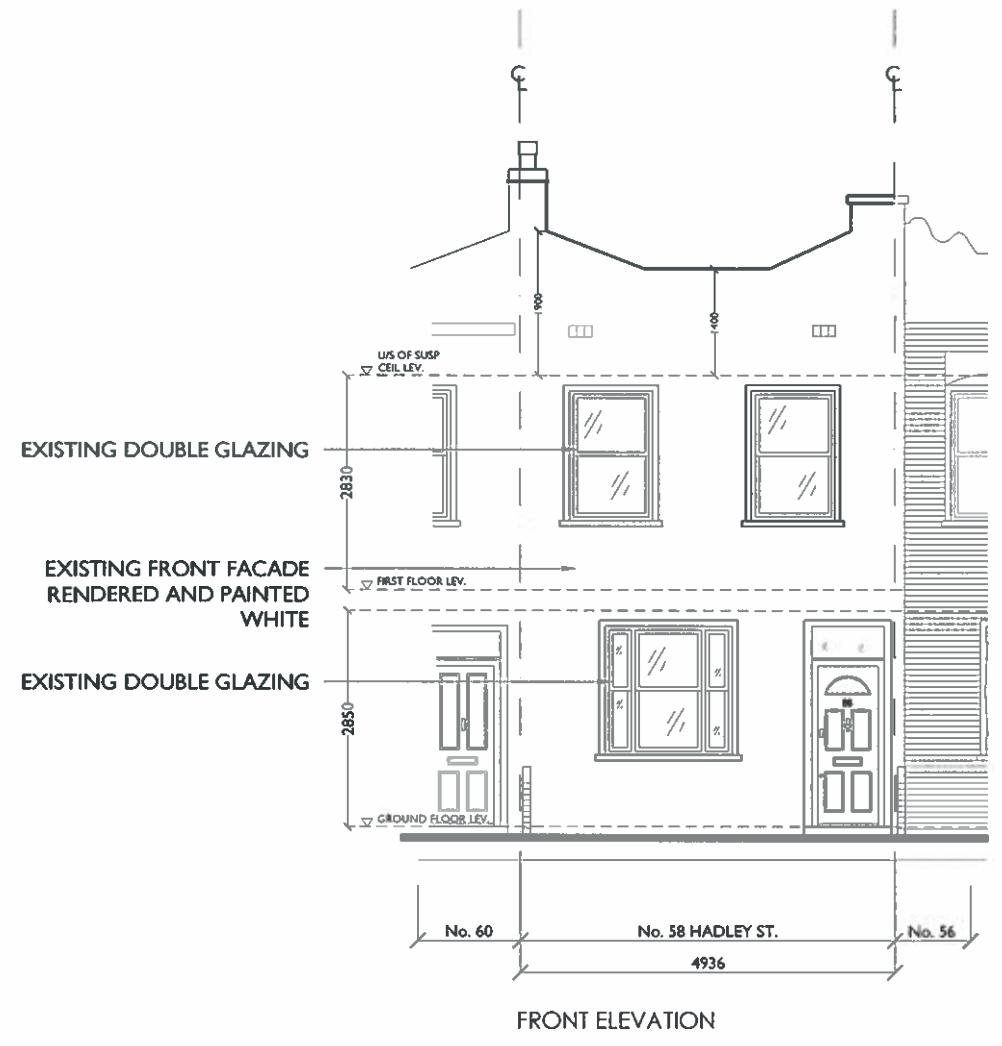 ℄
℄
900
400
U/S OF SUSP
CEIL LEV.
EXISTING DOUBLE GLAZING
2830
EXISTING FRONT FACADE
RENDERED AND PAINTED
WHITE
FIRST FLOOR LEV.
EXISTING DOUBLE GLAZING
2850
GROUND FLOOR LEV.
No. 60
No. 58 HADLEY ST.
No. 56
4936
FRONT ELEVATION